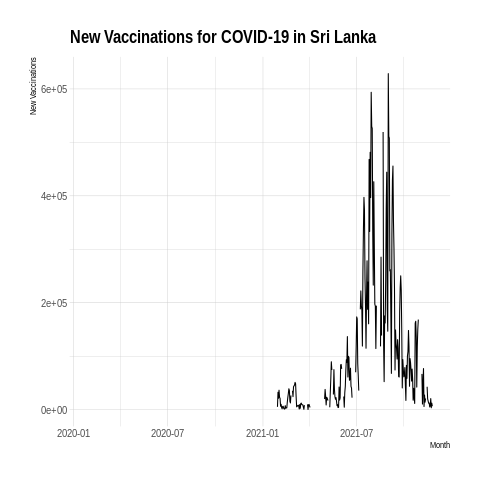 New Vaccinations for COVID-19 in Sri Lanka
New Vaccinations
6e+05
4e+05
2e+05
0e+00
2020-01 2020-07 2021-01 2021-07
Month